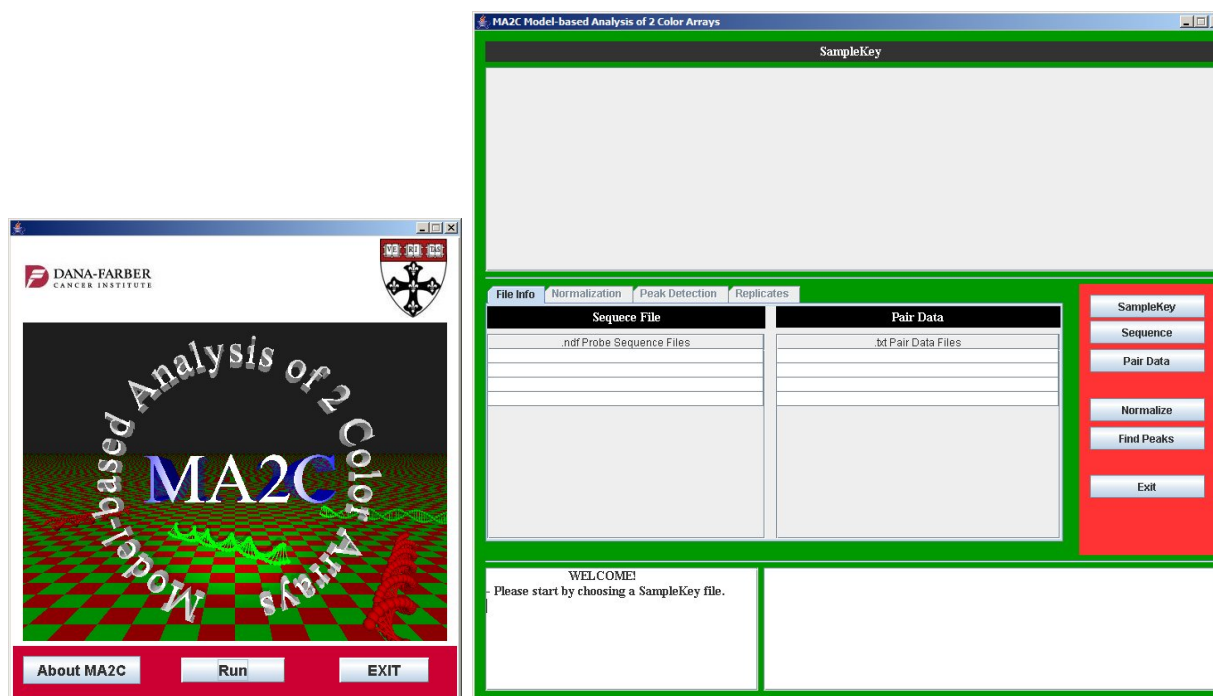 DANA-FARBER
CANCER INSTITUTE
VE RI TAS
Model-based Analysis of 2 Color Arrays
MA2C
About MA2C
Run
EXIT
MA2C Model-based Analysis of 2 Color Arrays
SampleKey
File Info
Normalization
Peak Detection
Replicates
Sequece File
Pair Data
.ndf Probe Sequence Files
.txt Pair Data Files
SampleKey
Sequence
Pair Data
Normalize
Find Peaks
Exit
WELCOME!
- Please start by choosing a SampleKey file.